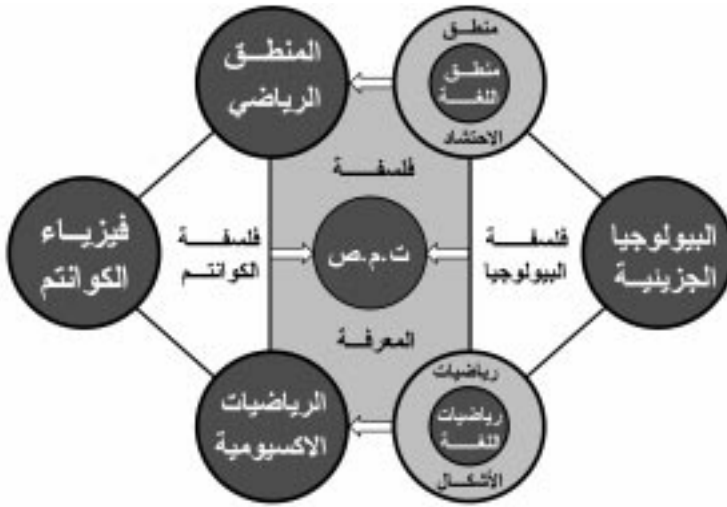 منطق
منطق
اللغة
الاحتشاد
المنطق
الرياضي
فلسفة
البيولوجيا
الجزيئية
فلسفة
البيولوجيا
ت.م.ص
فلسفة
الكوانتم
فيزياء
الكوانتم
المعرفة
رياضيات
رياضيات
اللغة
الأشكال
الرياضيات
الاكسيومية